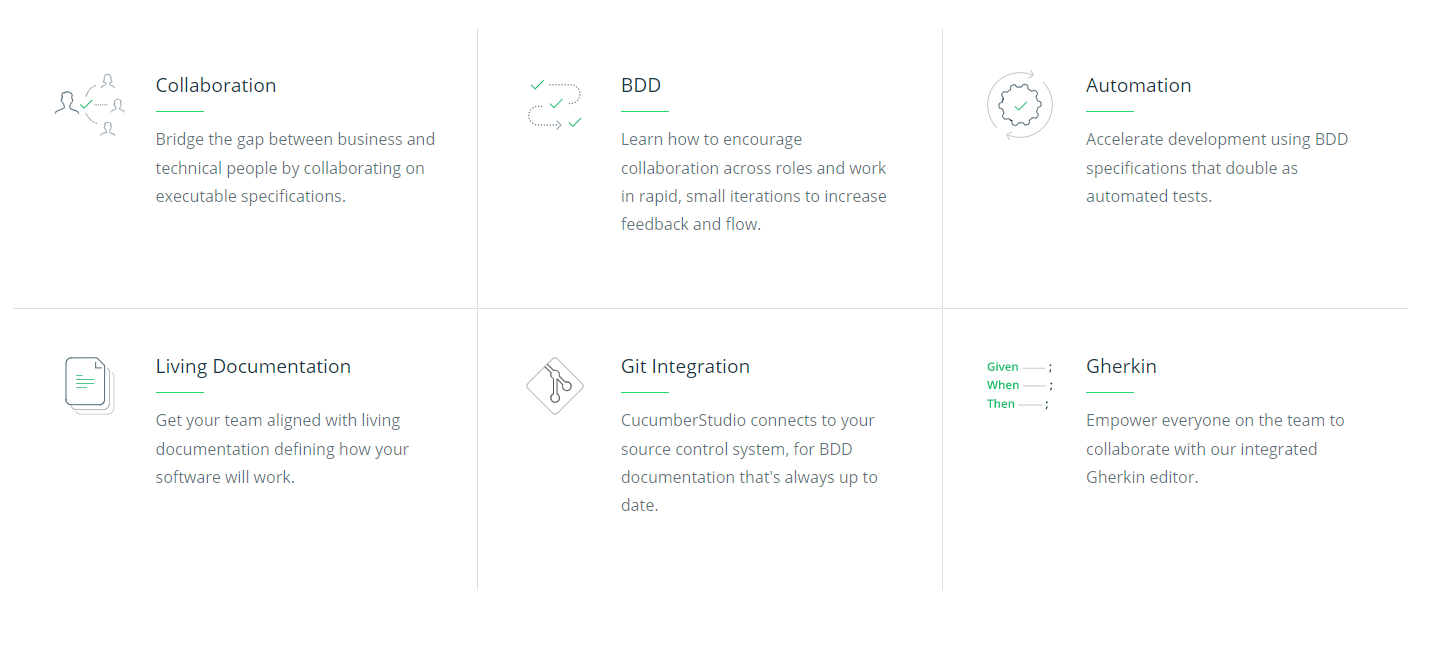 Collaboration
Bridge the gap between business and
technical people by collaborating on
executable specifications.
BDD
Learn how to encourage
collaboration across roles and work
in rapid, small iterations to increase
feedback and flow.
Automation
Accelerate development using BDD
specifications that double as
automated tests.
Living Documentation
Get your team aligned with living
documentation defining how your
software will work.
Git Integration
CucumberStudio connects to your
source control system, for BDD
documentation that's always up to
date.
Given ;
When ;
Then ;
Gherkin
Empower everyone on the team to
collaborate with our integrated
Gherkin editor.